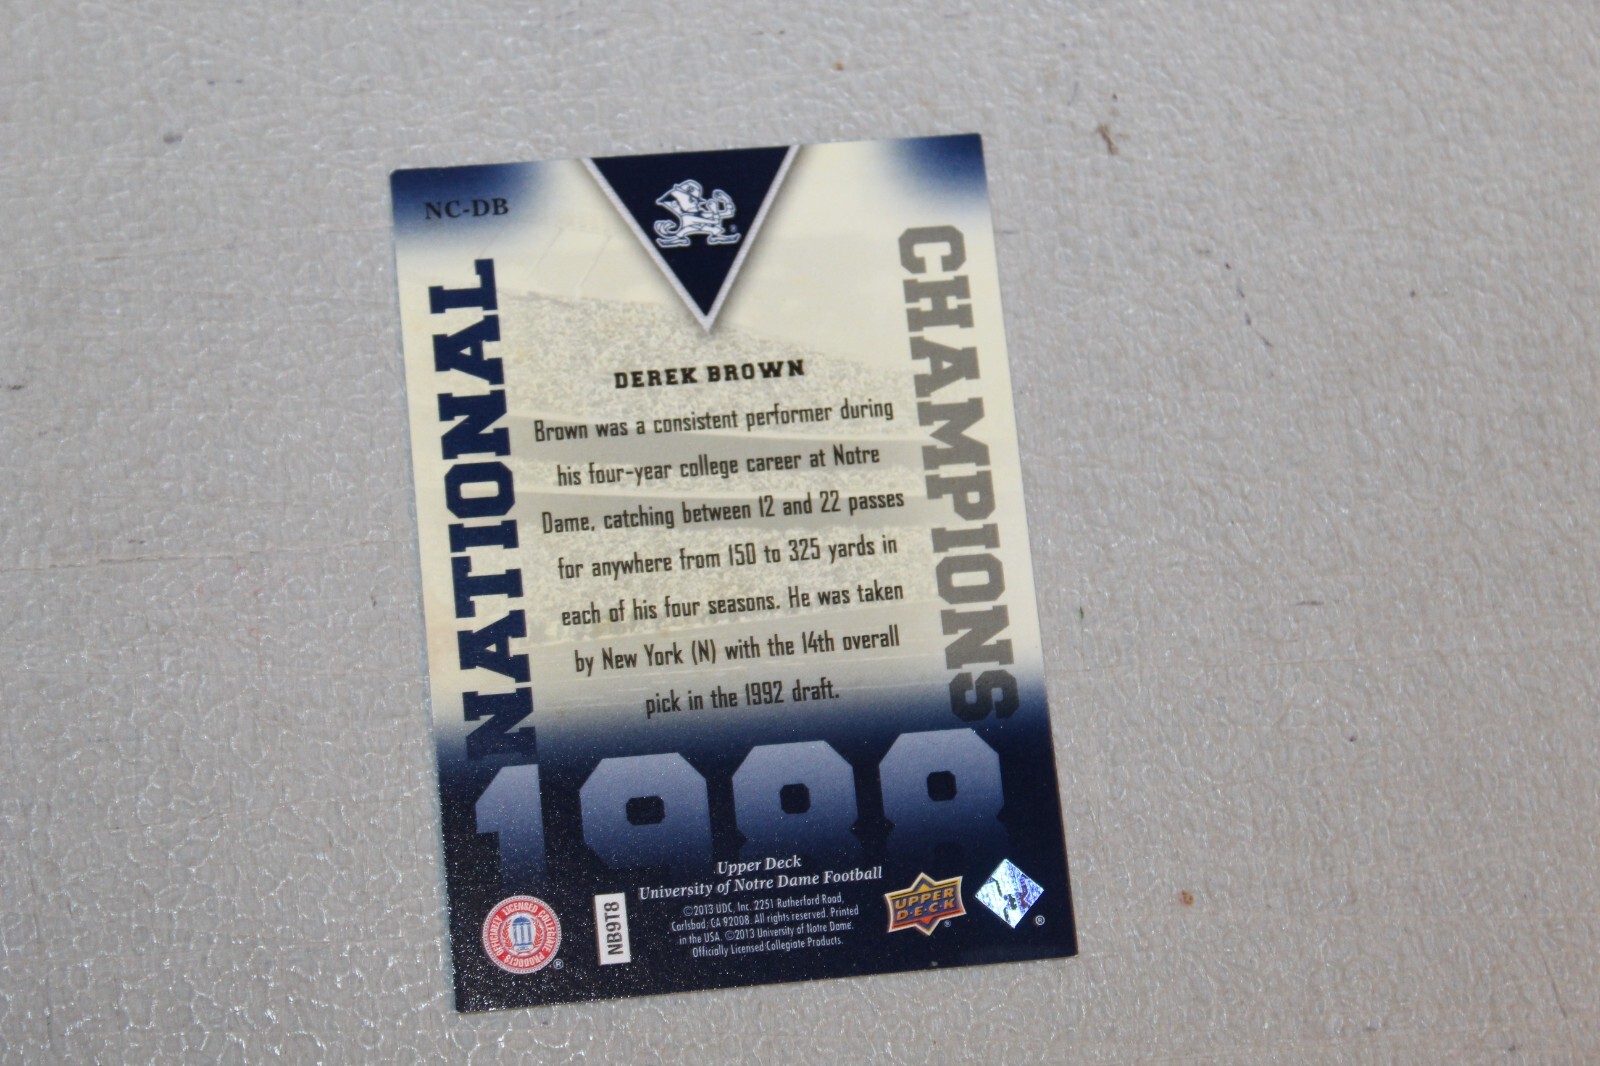 NC-DB
NATIONAL
CHAMPIONS
DEREK BROWN
Brown was a consistent performer during
his four-year college career at Notre
Dame, catching between 12 and 22 passes
for anywhere from 150 to 325 yards in
each of his four seasons. He was taken
by New York (N) with the 14th overall
pick in the 1992 draft.
1988
Upper Deck
University of Notre Dame Football
©2013 UDC, Inc. 2251 Rutherford Road,
Carlsbad, CA 92008. All rights reserved. Printed
in the USA. ©2013 University of Notre Dame.
Officially Licensed Collegiate Products.
OFFICIALLY LICENSED COLLEGIATE PRODUCTS
®
NB9T8
UPPER
D·E·C·K
®
®